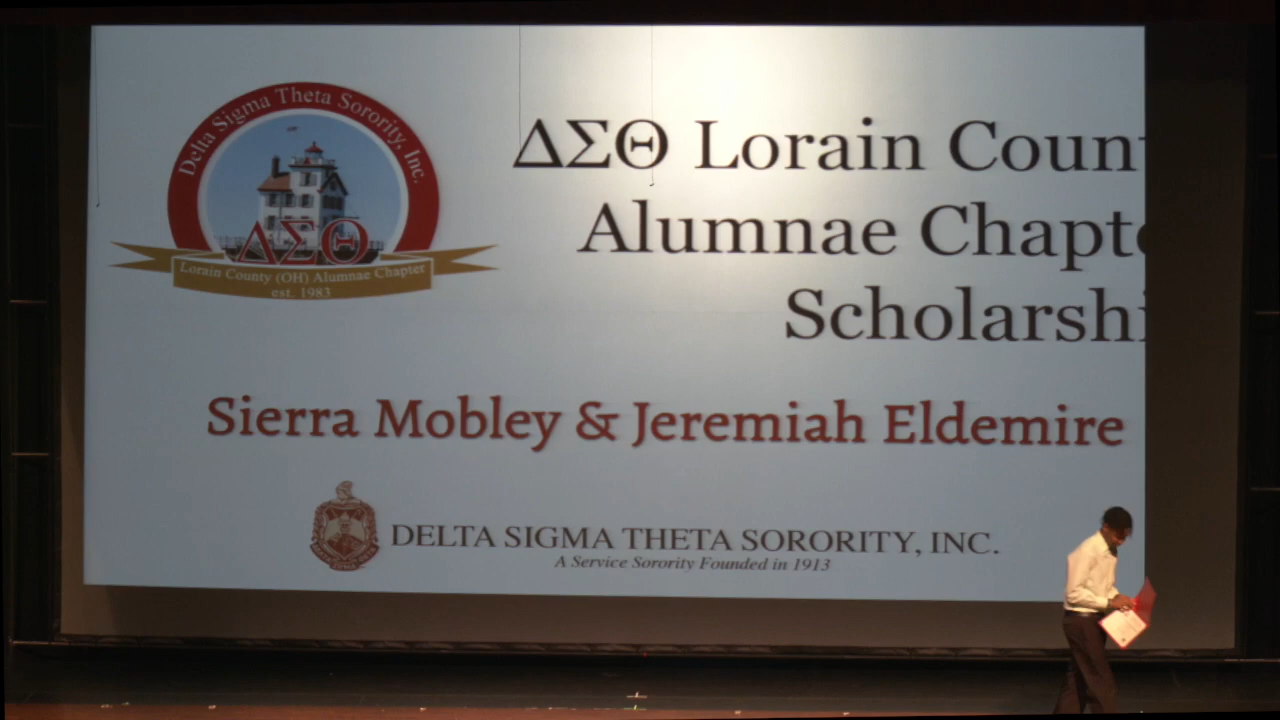 Delta Sigma Theta Sorority, Inc.
ΔΣΘ
Lorain County (OH) Alumnae Chapter
est. 1983
ΔΣΘ Lorain Coun
Alumnae Chapt
Scholarshi
Sierra Mobley & Jeremiah Eldemire
DELTA SIGMA THETA SORORITY, INC.
A Service Sorority Founded in 1913